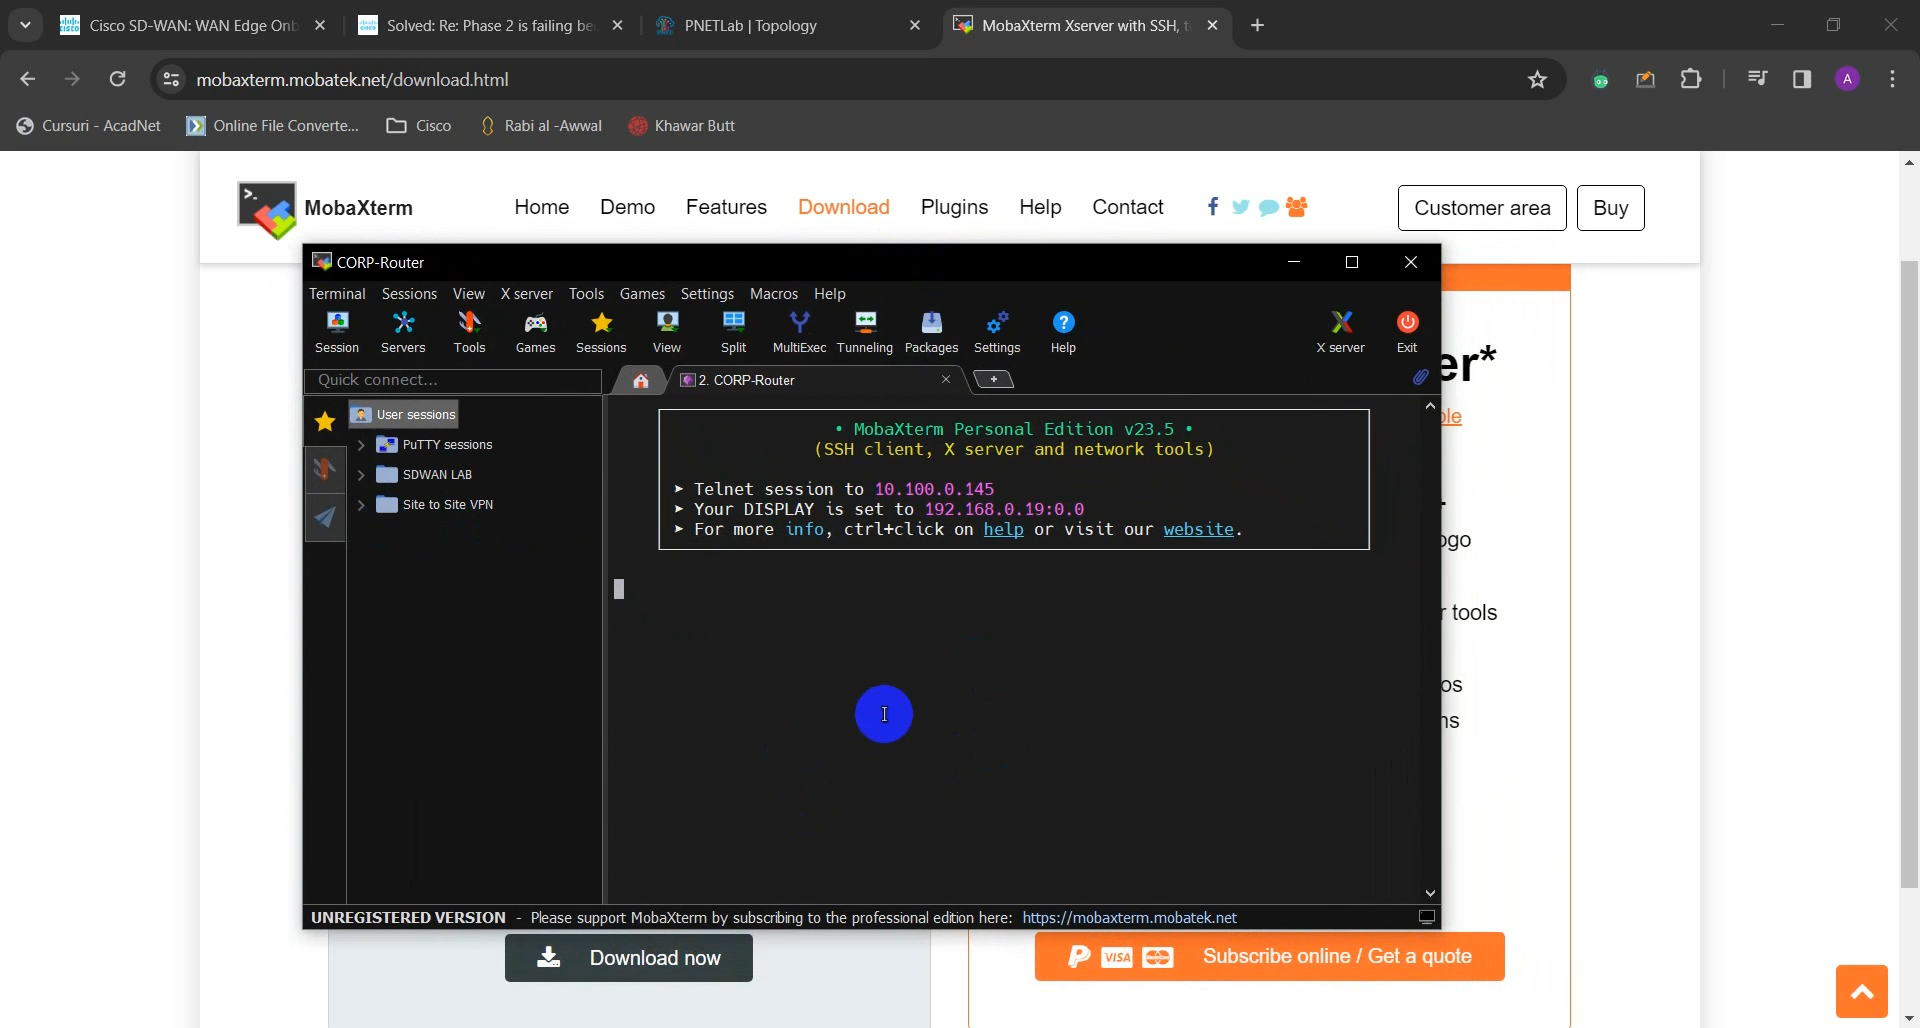 Cisco SD-WAN: WAN Edge Onb
Solved: Re: Phase 2 is failing be
PNETLab | Topology
MobaXterm Xserver with SSH, t
mobaxterm.mobatek.net/download.html
A
Cursuri - AcadNet
Online File Converte...
Cisco
Rabi al -Awwal
Khawar Butt
MobaXterm
Home
Demo
Features
Download
Plugins
Help
Contact
Customer area
Buy
CORP-Router
Terminal Sessions View X server Tools Games Settings Macros Help
Session Servers Tools Games Sessions View Split MultiExec Tunneling Packages Settings Help X server Exit
Quick connect...
2. CORP-Router
User sessions
PuTTY sessions
SDWAN LAB
Site to Site VPN
• MobaXterm Personal Edition v23.5 •
(SSH client, X server and network tools)
➤ Telnet session to 10.100.0.145
➤ Your DISPLAY is set to 192.168.0.19:0.0
➤ For more info, ctrl+click on help or visit our website.
er*
ble
ogo
r tools
os
ns
UNREGISTERED VERSION - Please support MobaXterm by subscribing to the professional edition here: https://mobaxterm.mobatek.net
Download now
VISA
Subscribe online / Get a quote